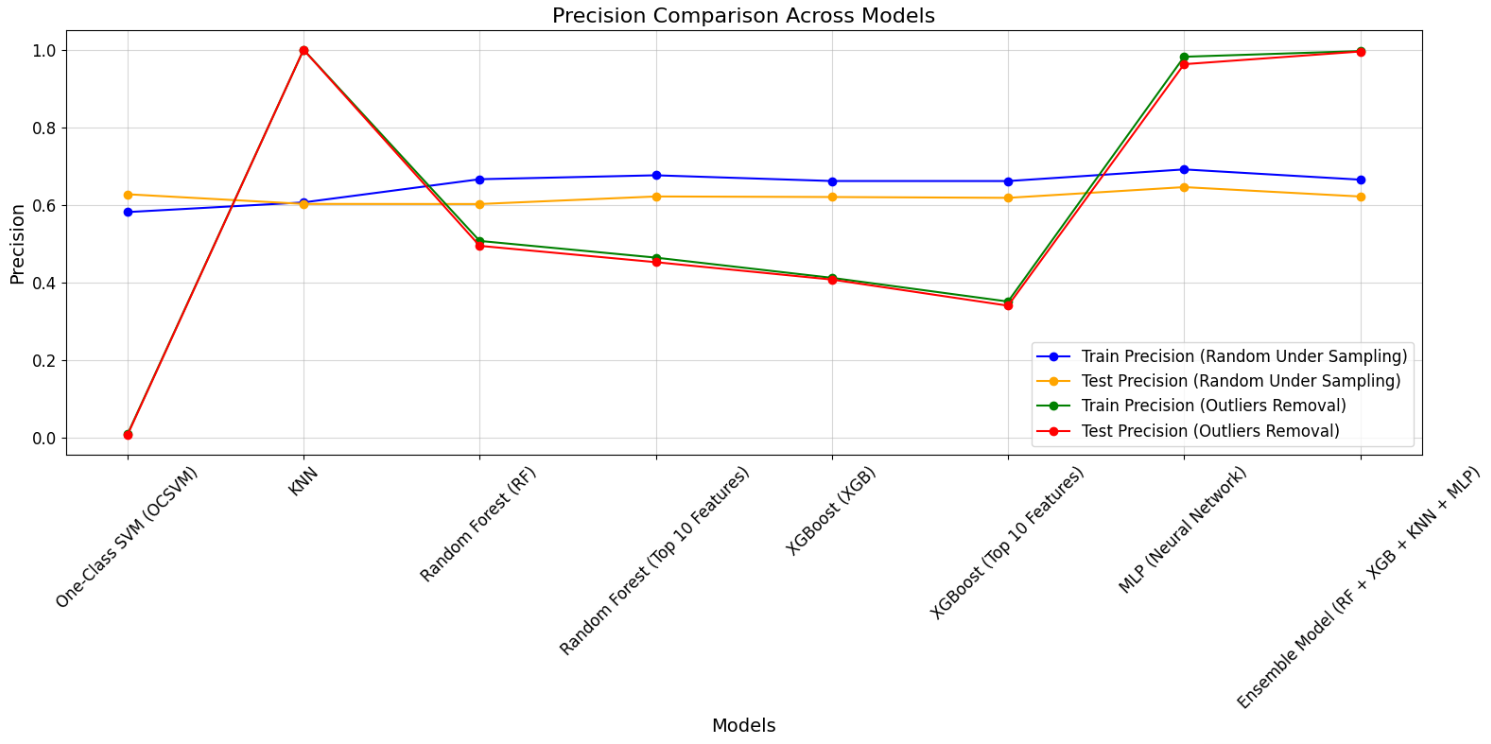 Precision Comparison Across Models
Precision
1.0
0.8
0.6
0.4
0.2
0.0
Train Precision (Random Under Sampling)
Test Precision (Random Under Sampling)
Train Precision (Outliers Removal)
Test Precision (Outliers Removal)
One-Class SVM (OCSVM)
KNN
Random Forest (RF)
Random Forest (Top 10 Features)
XGBoost (XGB)
XGBoost (Top 10 Features)
MLP (Neural Network)
Ensemble Model (RF + XGB + KNN + MLP)
Models